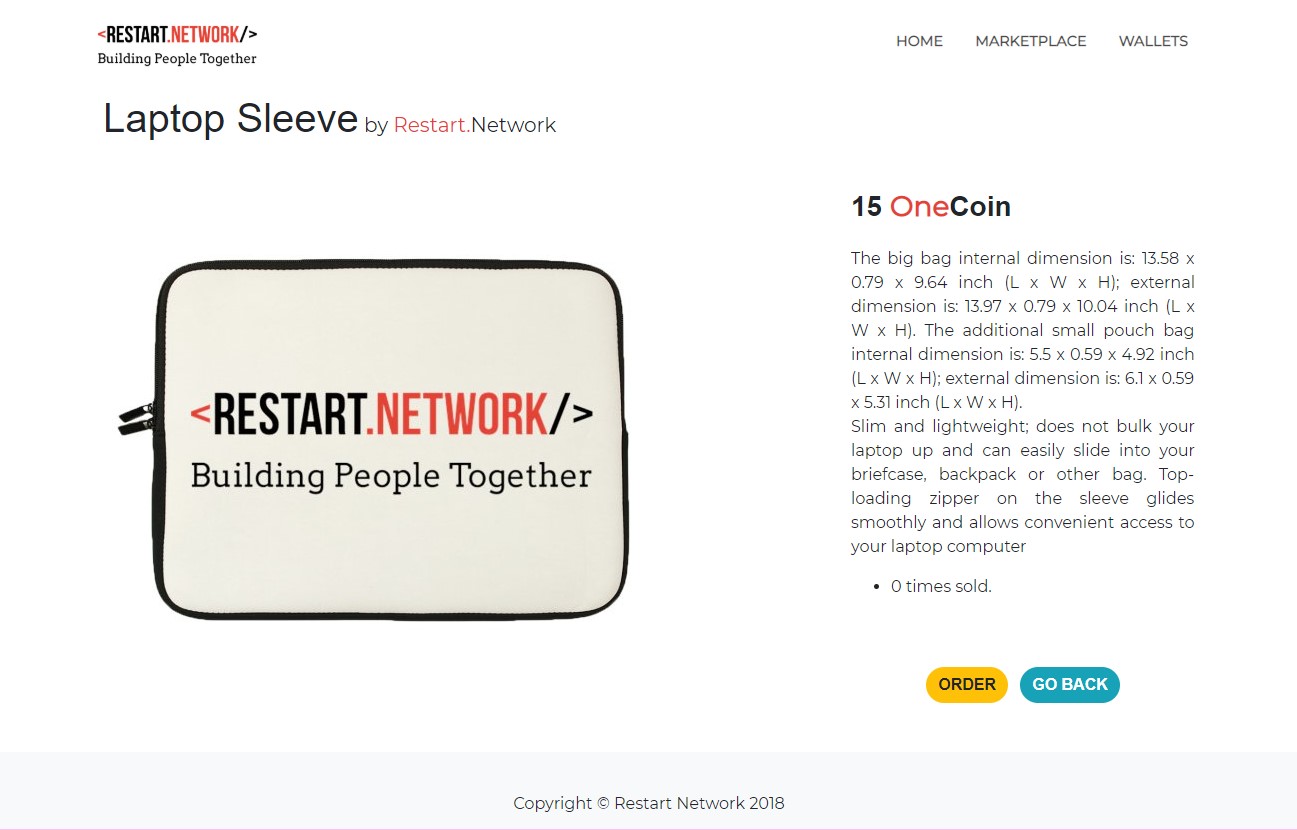 <RESTART.NETWORK/>
Building People Together
HOME MARKETPLACE WALLETS
Laptop Sleeve by Restart.Network
<RESTART.NETWORK/>
Building People Together
15 OneCoin
The big bag internal dimension is: 13.58 x
0.79 x 9.64 inch (L x W x H); external
dimension is: 13.97 x 0.79 x 10.04 inch (L x
W x H). The additional small pouch bag
internal dimension is: 5.5 x 0.59 x 4.92 inch
(L x W x H); external dimension is: 6.1 x 0.59
x 5.31 inch (L x W x H).
Slim and lightweight; does not bulk your
laptop up and can easily slide into your
briefcase, backpack or other bag. Top-
loading zipper on the sleeve glides
smoothly and allows convenient access to
your laptop computer
• 0 times sold.
ORDER GO BACK
Copyright © Restart Network 2018